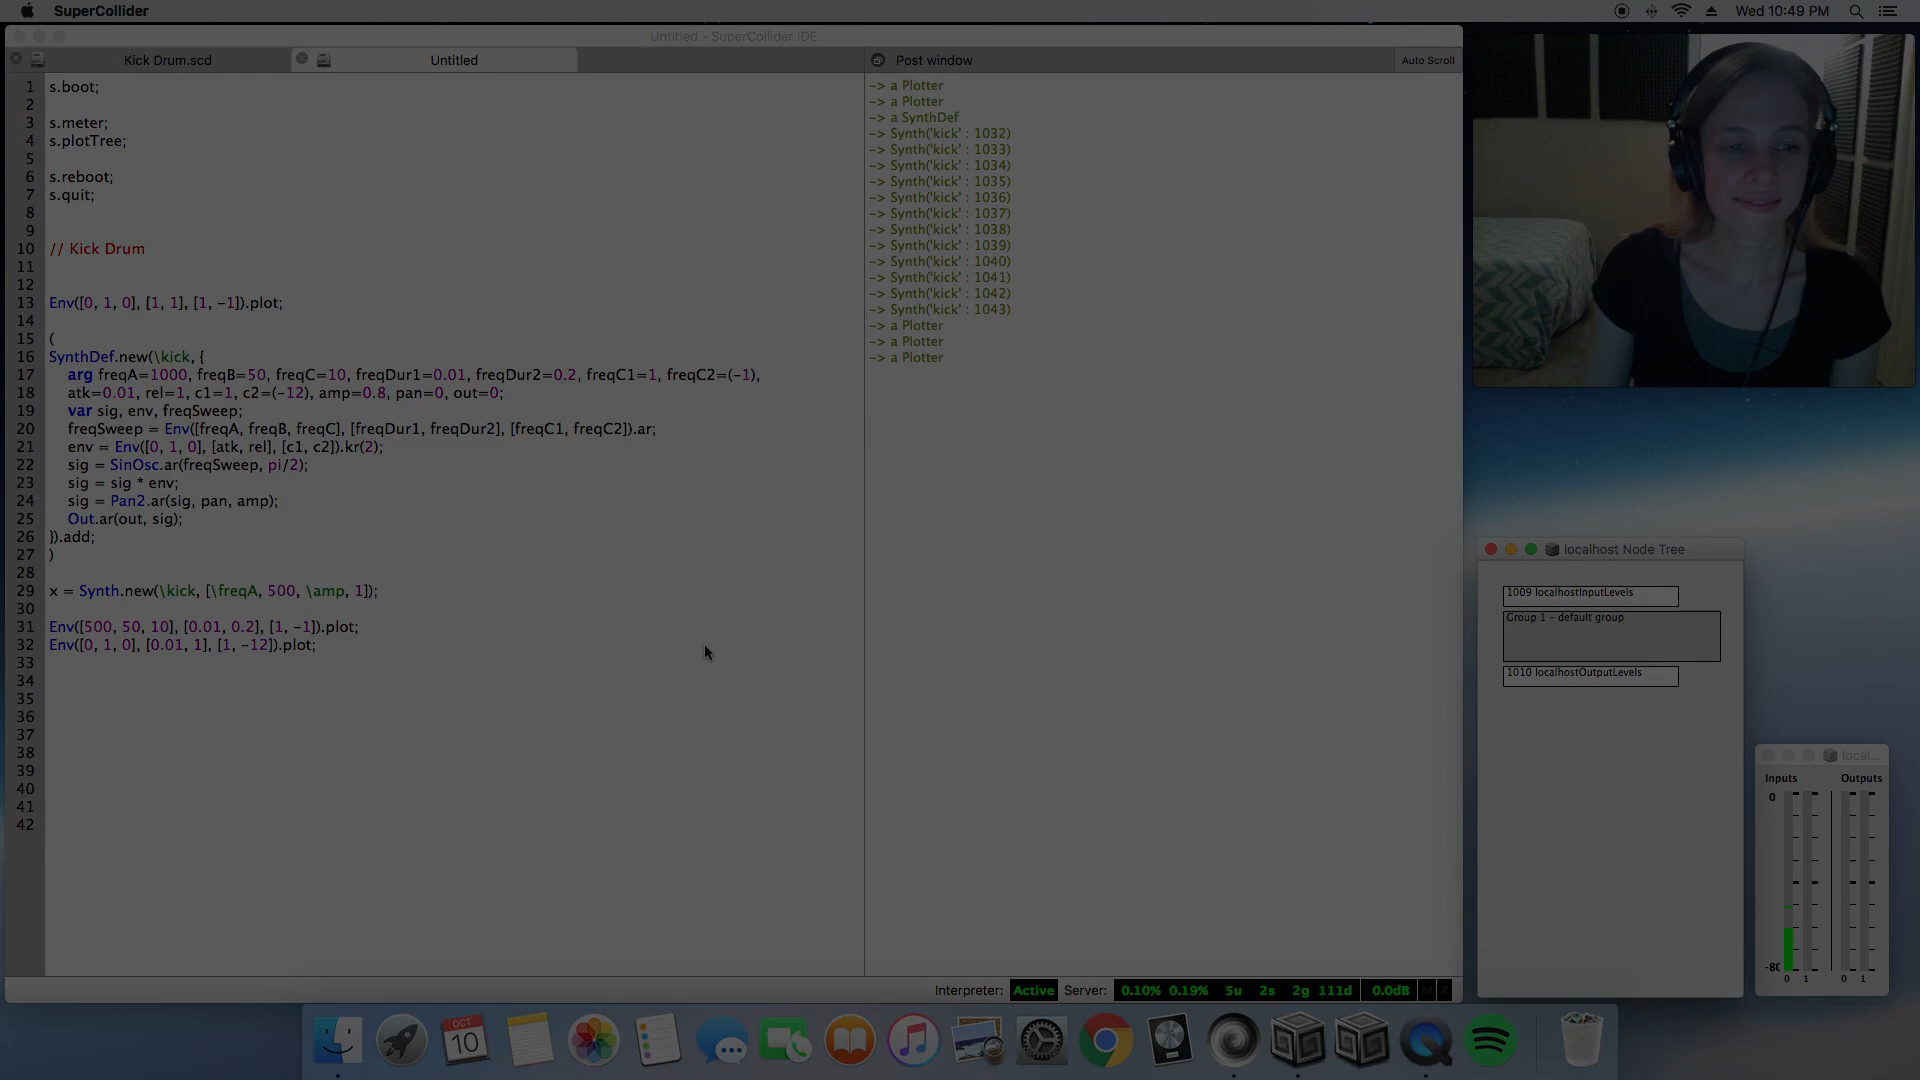 SuperCollider
Wed 10:49 PM
Untitled - SuperCollider IDE
Kick Drum.scd
Untitled
Post window
Auto Scroll
1 s.boot;
2
3 s.meter;
4 s.plotTree;
5
6 s.reboot;
7 s.quit;
8
9
10 // Kick Drum
11
12
13 Env([0, 1, 0], [1, 1], [1, -1]).plot;
14
15 (
16 SynthDef.new(\kick, {
17 arg freqA=1000, freqB=50, freqC=10, freqDur1=0.01, freqDur2=0.2, freqC1=1, freqC2=(-1),
18 atk=0.01, rel=1, c1=1, c2=(-12), amp=0.8, pan=0, out=0;
19 var sig, env, freqSweep;
20 freqSweep = Env([freqA, freqB, freqC], [freqDur1, freqDur2], [freqC1, freqC2]).ar;
21 env = Env([0, 1, 0], [atk, rel], [c1, c2]).kr(2);
22 sig = SinOsc.ar(freqSweep, pi/2);
23 sig = sig * env;
24 sig = Pan2.ar(sig, pan, amp);
25 Out.ar(out, sig);
26 }).add;
27 )
28
29 x = Synth.new(\kick, [\freqA, 500, \amp, 1]);
30
31 Env([500, 50, 10], [0.01, 0.2], [1, -1]).plot;
32 Env([0, 1, 0], [0.01, 1], [1, -12]).plot;
33
34
35
36
37
38
39
40
41
42
-> a Plotter
-> a Plotter
-> a SynthDef
-> Synth('kick' : 1032)
-> Synth('kick' : 1033)
-> Synth('kick' : 1034)
-> Synth('kick' : 1035)
-> Synth('kick' : 1036)
-> Synth('kick' : 1037)
-> Synth('kick' : 1038)
-> Synth('kick' : 1039)
-> Synth('kick' : 1040)
-> Synth('kick' : 1041)
-> Synth('kick' : 1042)
-> Synth('kick' : 1043)
-> a Plotter
-> a Plotter
-> a Plotter
localhost Node Tree
1009 localhostInputLevels
Group 1 - default group
1010 localhostOutputLevels
local...
Inputs Outputs
0
-80
0 1 0 1
Interpreter: Active Server: 0.10% 0.19% 5u 2s 2g 111d 0.0dB M R
OCT
10